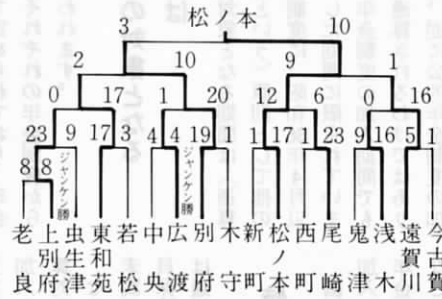 松ノ本
3 10
2 10 9 1
0 17 1 20 12 6 0 16
23 9 17 3 4 4 19 1 1 17 1 23 9 16 5 1
8 8
ジャンケン勝
ジャンケン勝
老良
上別府
虫生津
東和苑
若松
中央
広渡
別府
木守
新町
松ノ本
西町
尾崎
鬼津
浅木
遠賀川
今古賀